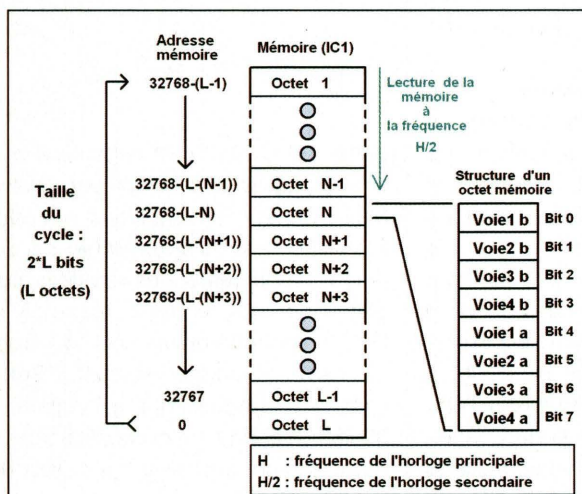 Adresse
mémoire
Mémoire (IC1)
32768-(L-1)
Octet 1
Lecture de la
mémoire
à
la fréquence
H/2
Taille
du
cycle :
2*L bits
(L octets)
32768-(L-(N-1))
Octet N-1
32768-(L-N)
Octet N
32768-(L-(N+1))
Octet N+1
32768-(L-(N+2))
Octet N+2
32768-(L-(N+3))
Octet N+3
32767
Octet L-1
0
Octet L
Structure d'un
octet mémoire
Voie1 b Bit 0
Voie2 b Bit 1
Voie3 b Bit 2
Voie4 b Bit 3
Voie1 a Bit 4
Voie2 a Bit 5
Voie3 a Bit 6
Voie4 a Bit 7
H : fréquence de l'horloge principale
H/2 : fréquence de l'horloge secondaire